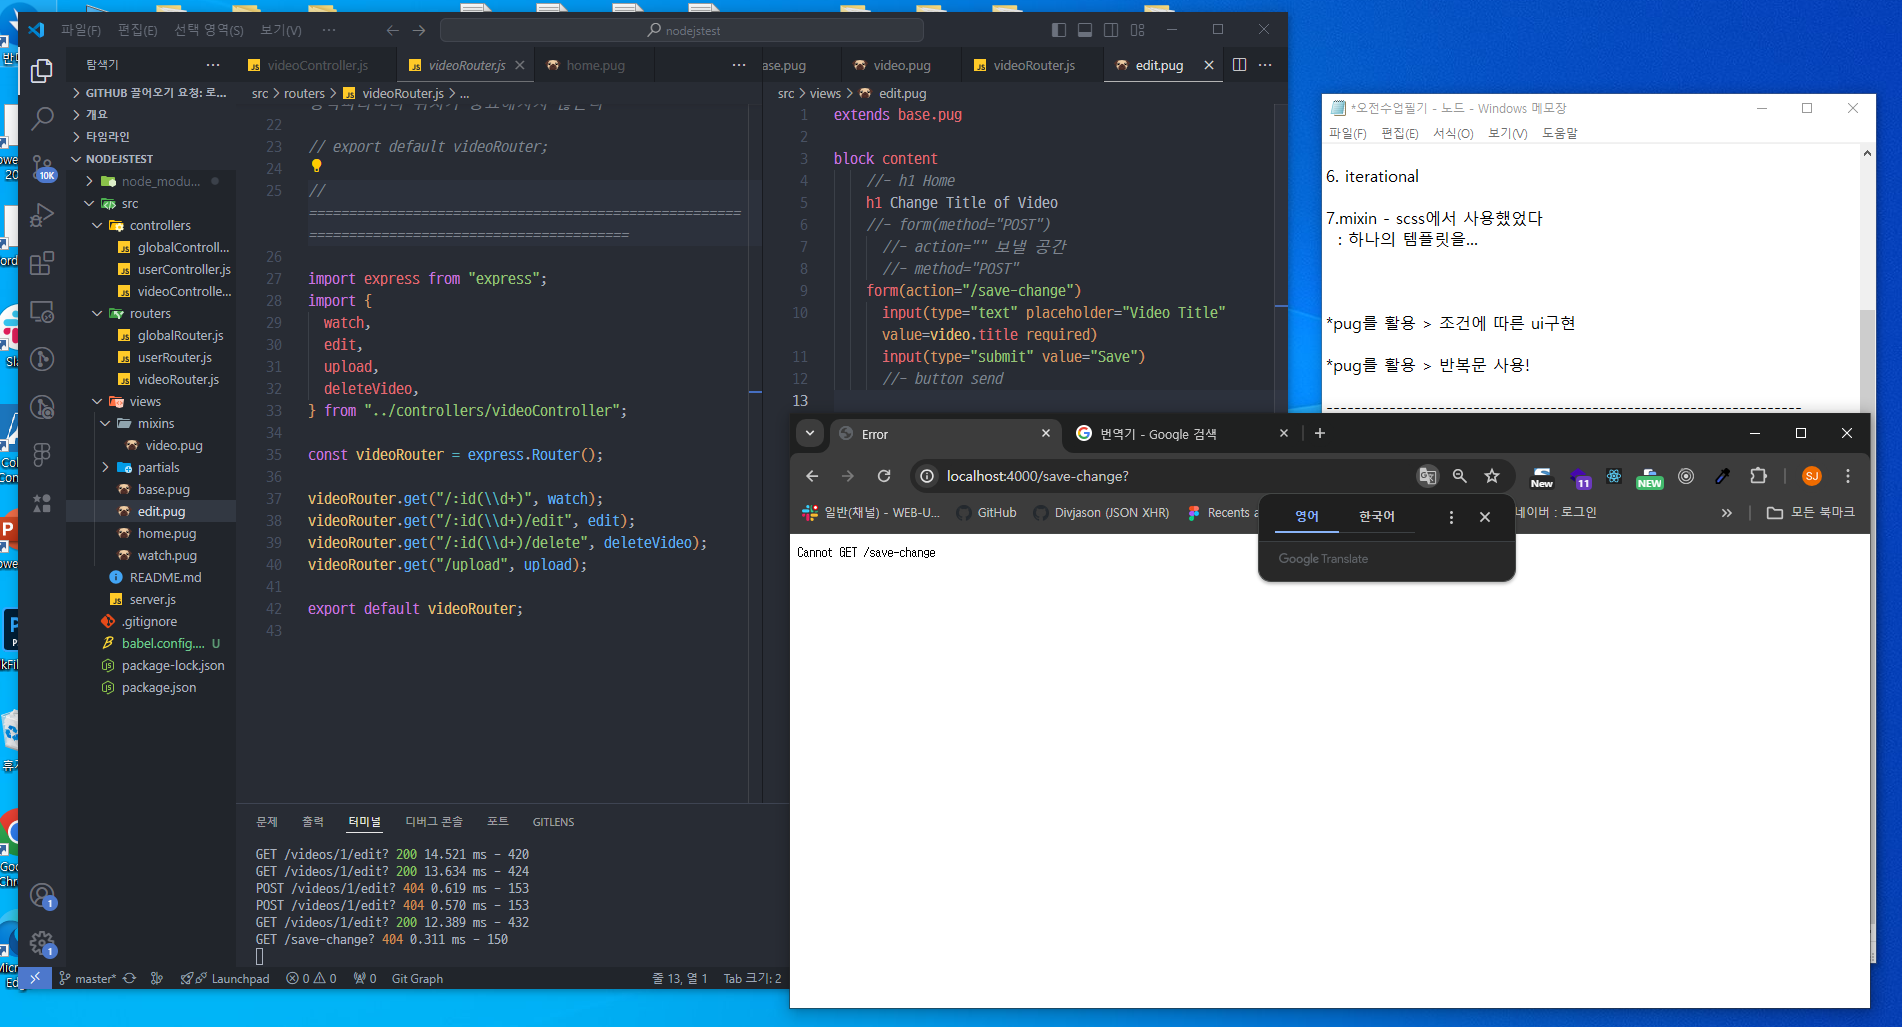 파일(F) 편집(E) 선택 영역(S) 보기(V) ···
nodejstest
탐색기 ···
GITHUB 끌어오기 요청: 로...
개요
타임라인
NODEJSTEST
node_modu...
src
controllers
globalControll...
userController.js
videoControlle...
routers
globalRouter.js
userRouter.js
videoRouter.js
views
mixins
video.pug
partials
base.pug
edit.pug
home.pug
watch.pug
README.md
server.js
.gitignore
babel.config.... U
package-lock.json
package.json
10K
1
1
videoController.js
videoRouter.js
home.pug
···
src > routers > videoRouter.js > ...
22
23 // export default videoRouter;
24
25 //
======================================================
========================================
26
27 import express from "express";
28 import {
29 watch,
30 edit,
31 upload,
32 deleteVideo,
33 } from "../controllers/videoController";
34
35 const videoRouter = express.Router();
36
37 videoRouter.get("/:id(\\d+)", watch);
38 videoRouter.get("/:id(\\d+)/edit", edit);
39 videoRouter.get("/:id(\\d+)/delete", deleteVideo);
40 videoRouter.get("/upload", upload);
41
42 export default videoRouter;
43
ase.pug
video.pug
videoRouter.js
edit.pug
···
src > views > edit.pug
1 extends base.pug
2
3 block content
4 //- h1 Home
5 h1 Change Title of Video
6 //- form(method="POST")
7 //- action="" 보낼 공간
8 //- method="POST"
9 form(action="/save-change")
10 input(type="text" placeholder="Video Title"
value=video.title required)
11 input(type="submit" value="Save")
12 //- button send
13
문제 출력 터미널 디버그 콘솔 포트 GITLENS
GET /videos/1/edit? 200 14.521 ms - 420
GET /videos/1/edit? 200 13.634 ms - 424
POST /videos/1/edit? 404 0.619 ms - 153
POST /videos/1/edit? 404 0.570 ms - 153
GET /videos/1/edit? 200 12.389 ms - 432
GET /save-change? 404 0.311 ms - 150
master* Launchpad 0 0 0 Git Graph 줄 13, 열 1 Tab 크기: 2
*오전수업필기 - 노드 - Windows 메모장
파일(F) 편집(E) 서식(O) 보기(V) 도움말
6. iterational
7.mixin - scss에서 사용했었다
: 하나의 템플릿을...
*pug를 활용 > 조건에 따른 ui구현
*pug를 활용 > 반복문 사용!
--------------------------------------------------------------------
Error
번역기 - Google 검색
localhost:4000/save-change?
New
11
NEW
SJ
일반(채널) - WEB-U...
GitHub
Divjason (JSON XHR)
Recents a
네이버 : 로그인
모든 북마크
영어 한국어
Google Translate
Cannot GET /save-change